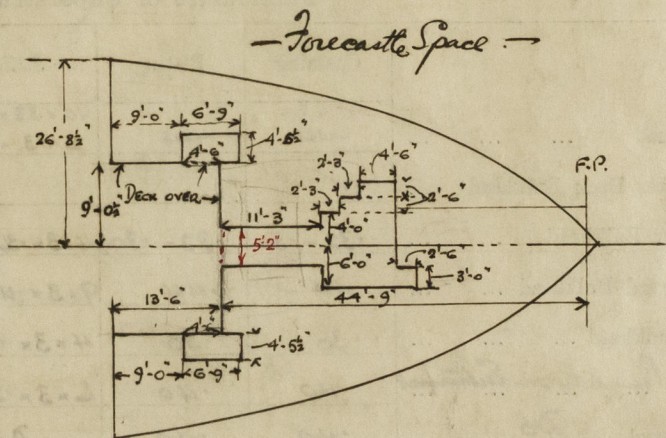 — Forecastle Space. —
9'-0" 6'-9"
26'-8½" 4'-5½"
4'-6" 4'-6" F.P.
2'-3"
DECK OVER 2'-3" 2'-6"
9'-0½" 11'-3" 4'-0"
5'-2" 6'-0" 2'-6"
3'-0"
13'-6" 44'-9"
4'-6"
4'-5½"
9'-0" 6'-9"